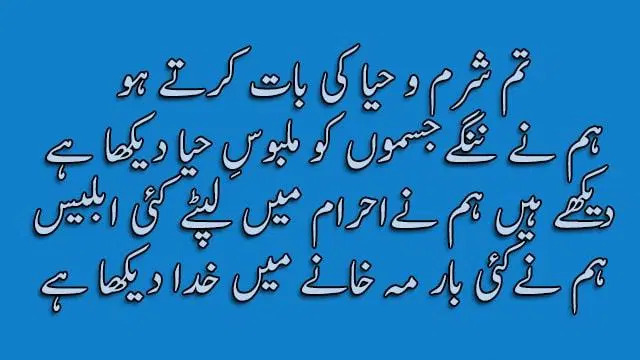 تم شرم و حیا کی بات کرتے ہو
ہم نے ننگے جسموں کو ملبوسِ حیا دیکھا ہے
دیکھے ہیں ہم نے احرام میں لپٹے کئی ابلیس
ہم نے کئی بار مہ خانے میں خدا دیکھا ہے